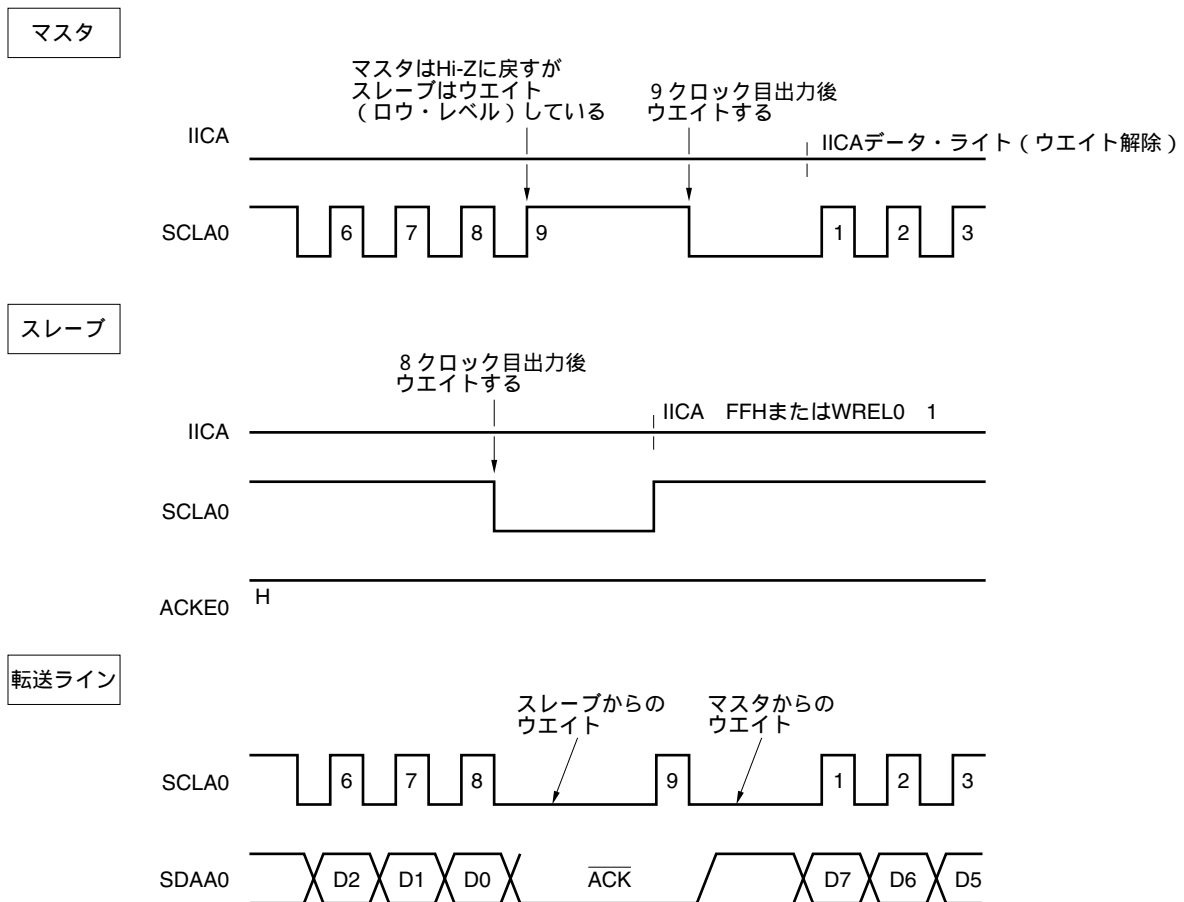 マスタ
マスタはHi-Zに戻すが
スレーブはウエイト
（ロウ・レベル）している
9クロック目出力後
ウエイトする
IICA
IICAデータ・ライト（ウエイト解除）
SCLA0
6 7 8 9 1 2 3
スレーブ
8クロック目出力後
ウエイトする
IICA FFHまたはWREL0 1
IICA
SCLA0
ACKE0
H
転送ライン
スレーブからの
ウエイト
マスタからの
ウエイト
SCLA0
6 7 8 9 1 2 3
SDAA0
D2 D1 D0 ACK D7 D6 D5